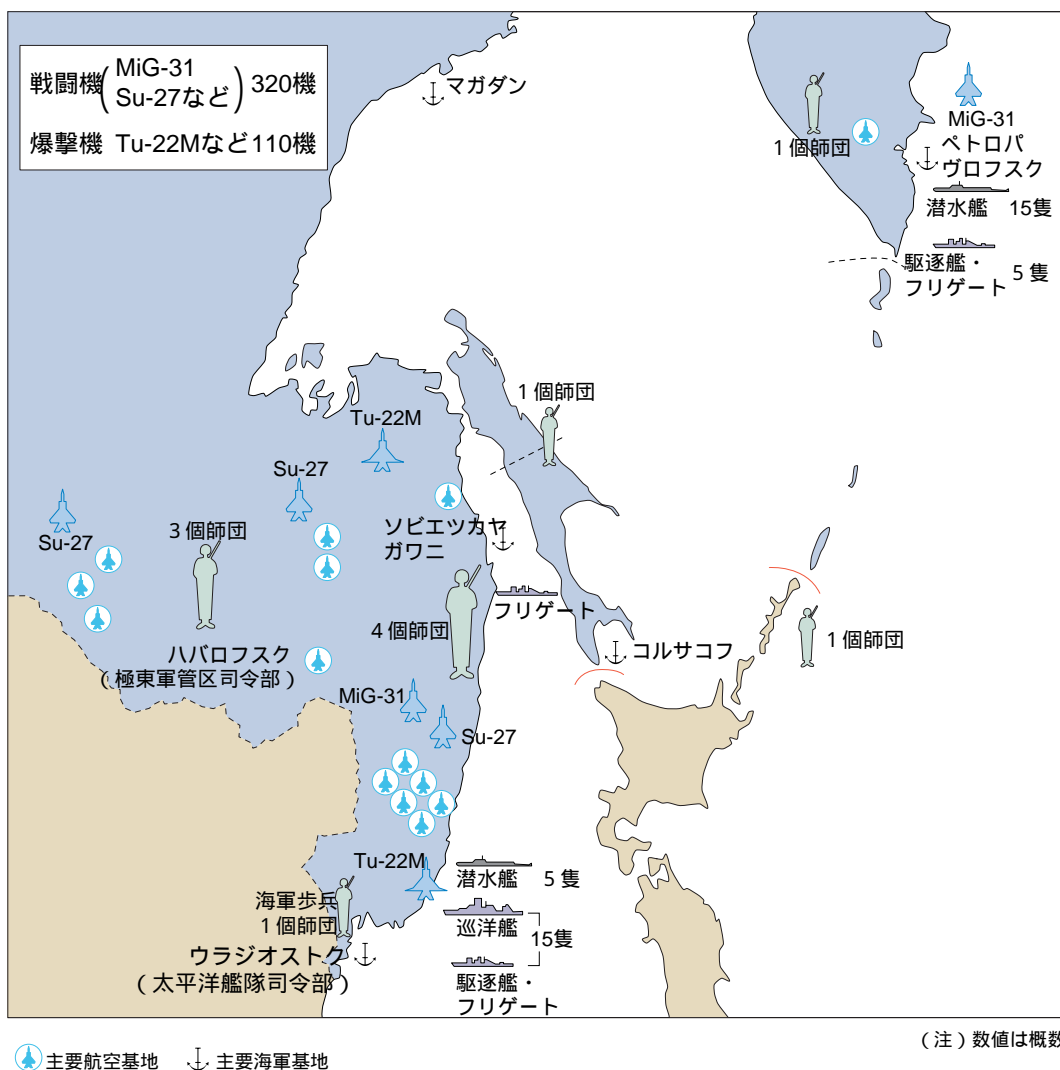 戦闘機(MiG-31
Su-27など)320機
爆撃機 Tu-22Mなど110機
マガダン
1個師団
MiG-31
ペトロパ
ヴロフスク
潜水艦 15隻
駆逐艦・
フリゲート 5隻
1個師団
Tu-22M
Su-27
Su-27
3個師団
ソビエツカヤ
ガワニ
フリゲート
4個師団
ハバロフスク
(極東軍管区司令部)
コルサコフ
1個師団
MiG-31
Su-27
Tu-22M
潜水艦 5隻
海軍歩兵
1個師団
巡洋艦
15隻
駆逐艦・
フリゲート
ウラジオストク
(太平洋艦隊司令部)
(注)数値は概数
主要航空基地 主要海軍基地